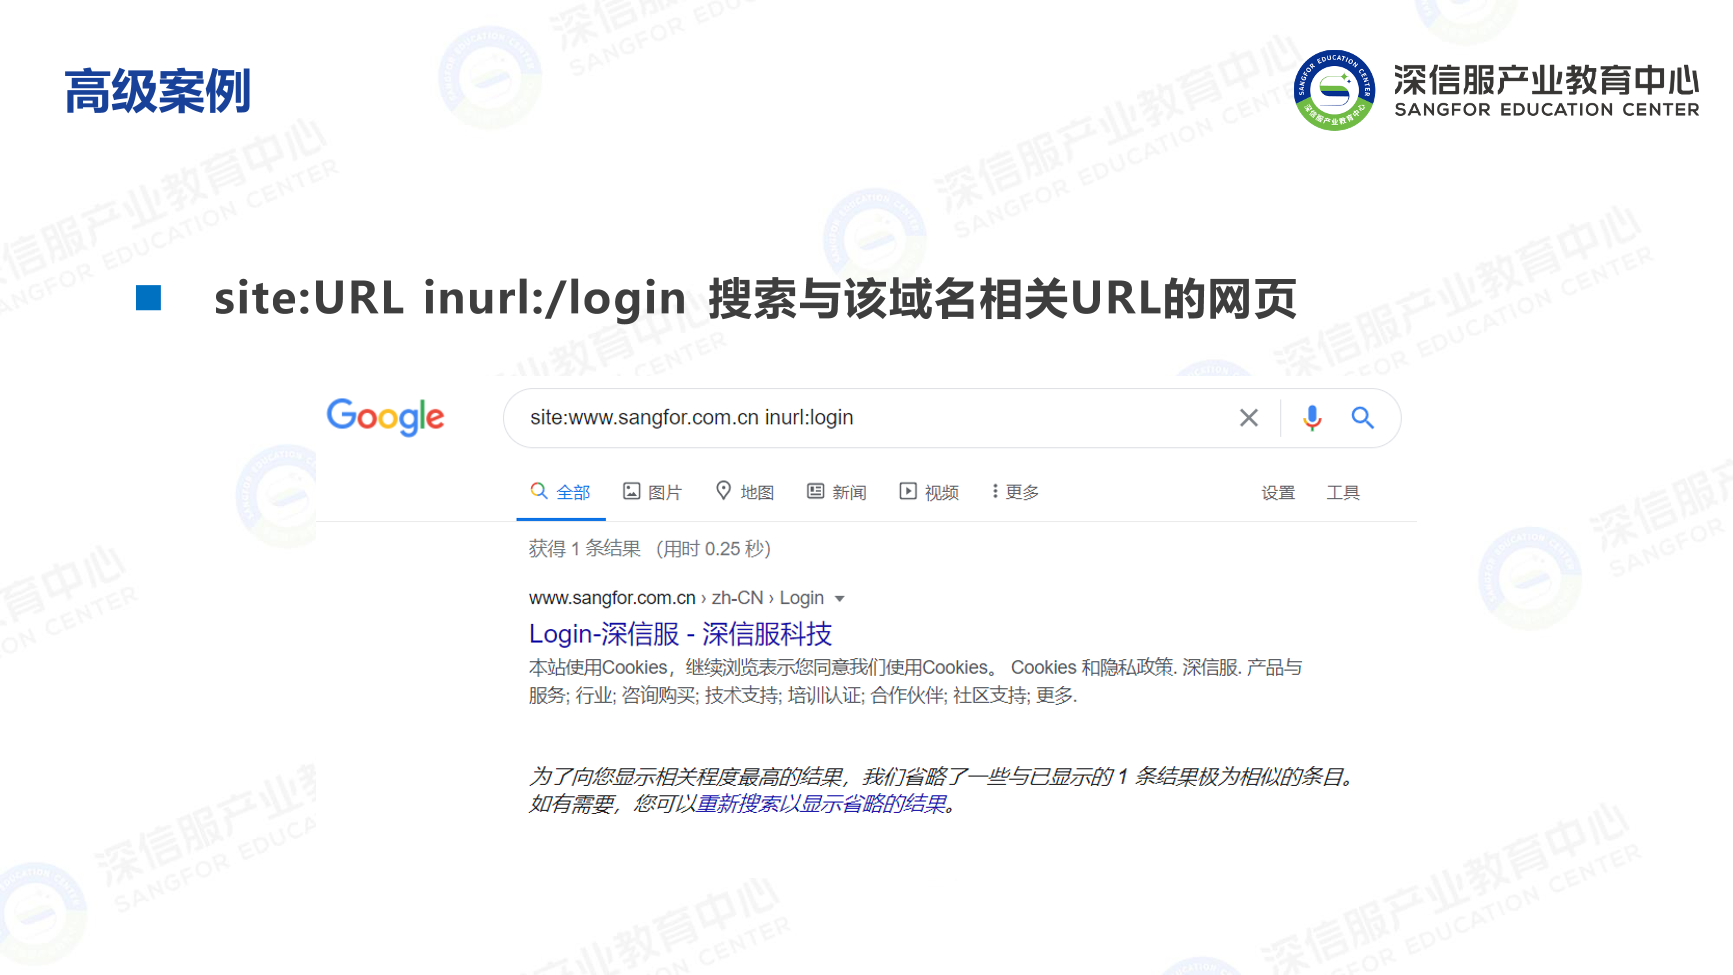 高级案例
深信服产业教育中心
SANGFOR EDUCATION CENTER
site:URL inurl:/login 搜索与该域名相关URL的网页
Google
site:www.sangfor.com.cn inurl:login
全部 图片 地图 新闻 视频 更多 设置 工具
获得 1 条结果 （用时 0.25 秒）
www.sangfor.com.cn › zh-CN › Login
Login-深信服 - 深信服科技
本站使用Cookies，继续浏览表示您同意我们使用Cookies。 Cookies 和隐私政策. 深信服. 产品与
服务; 行业; 咨询购买; 技术支持; 培训认证; 合作伙伴; 社区支持; 更多.
为了向您显示相关程度最高的结果，我们省略了一些与已显示的 1 条结果极为相似的条目。
如有需要，您可以重新搜索以显示省略的结果。